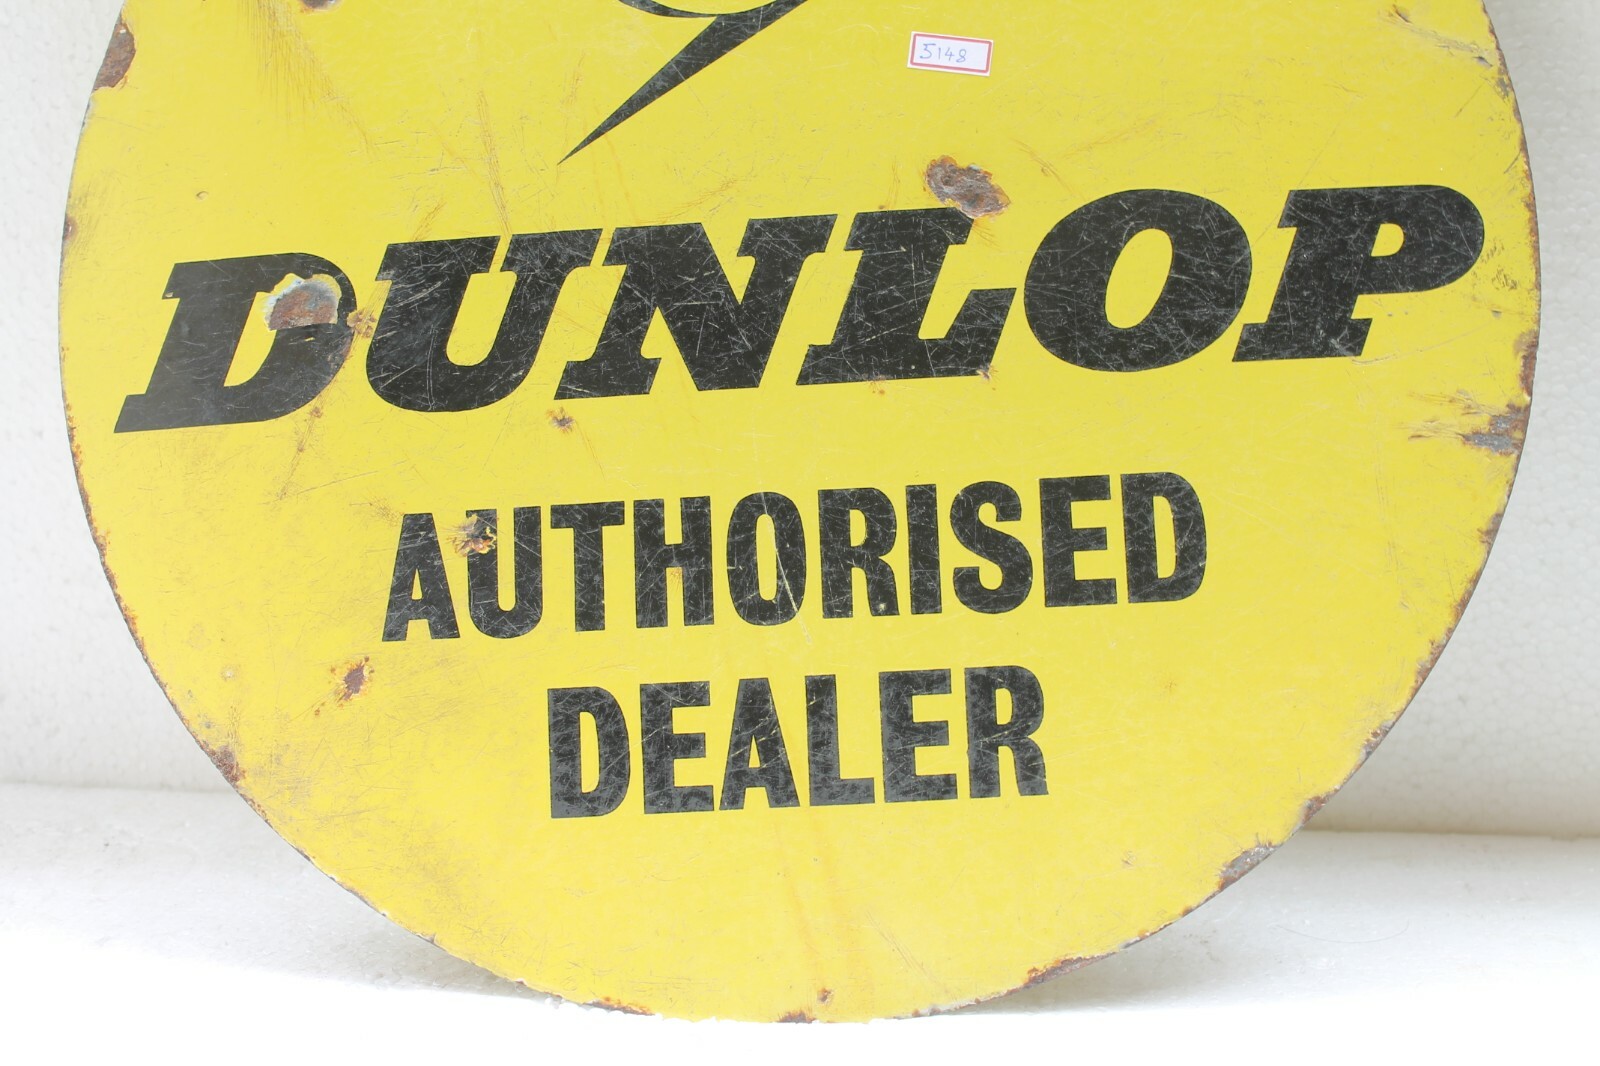 5148
DUNLOP
AUTHORISED
DEALER